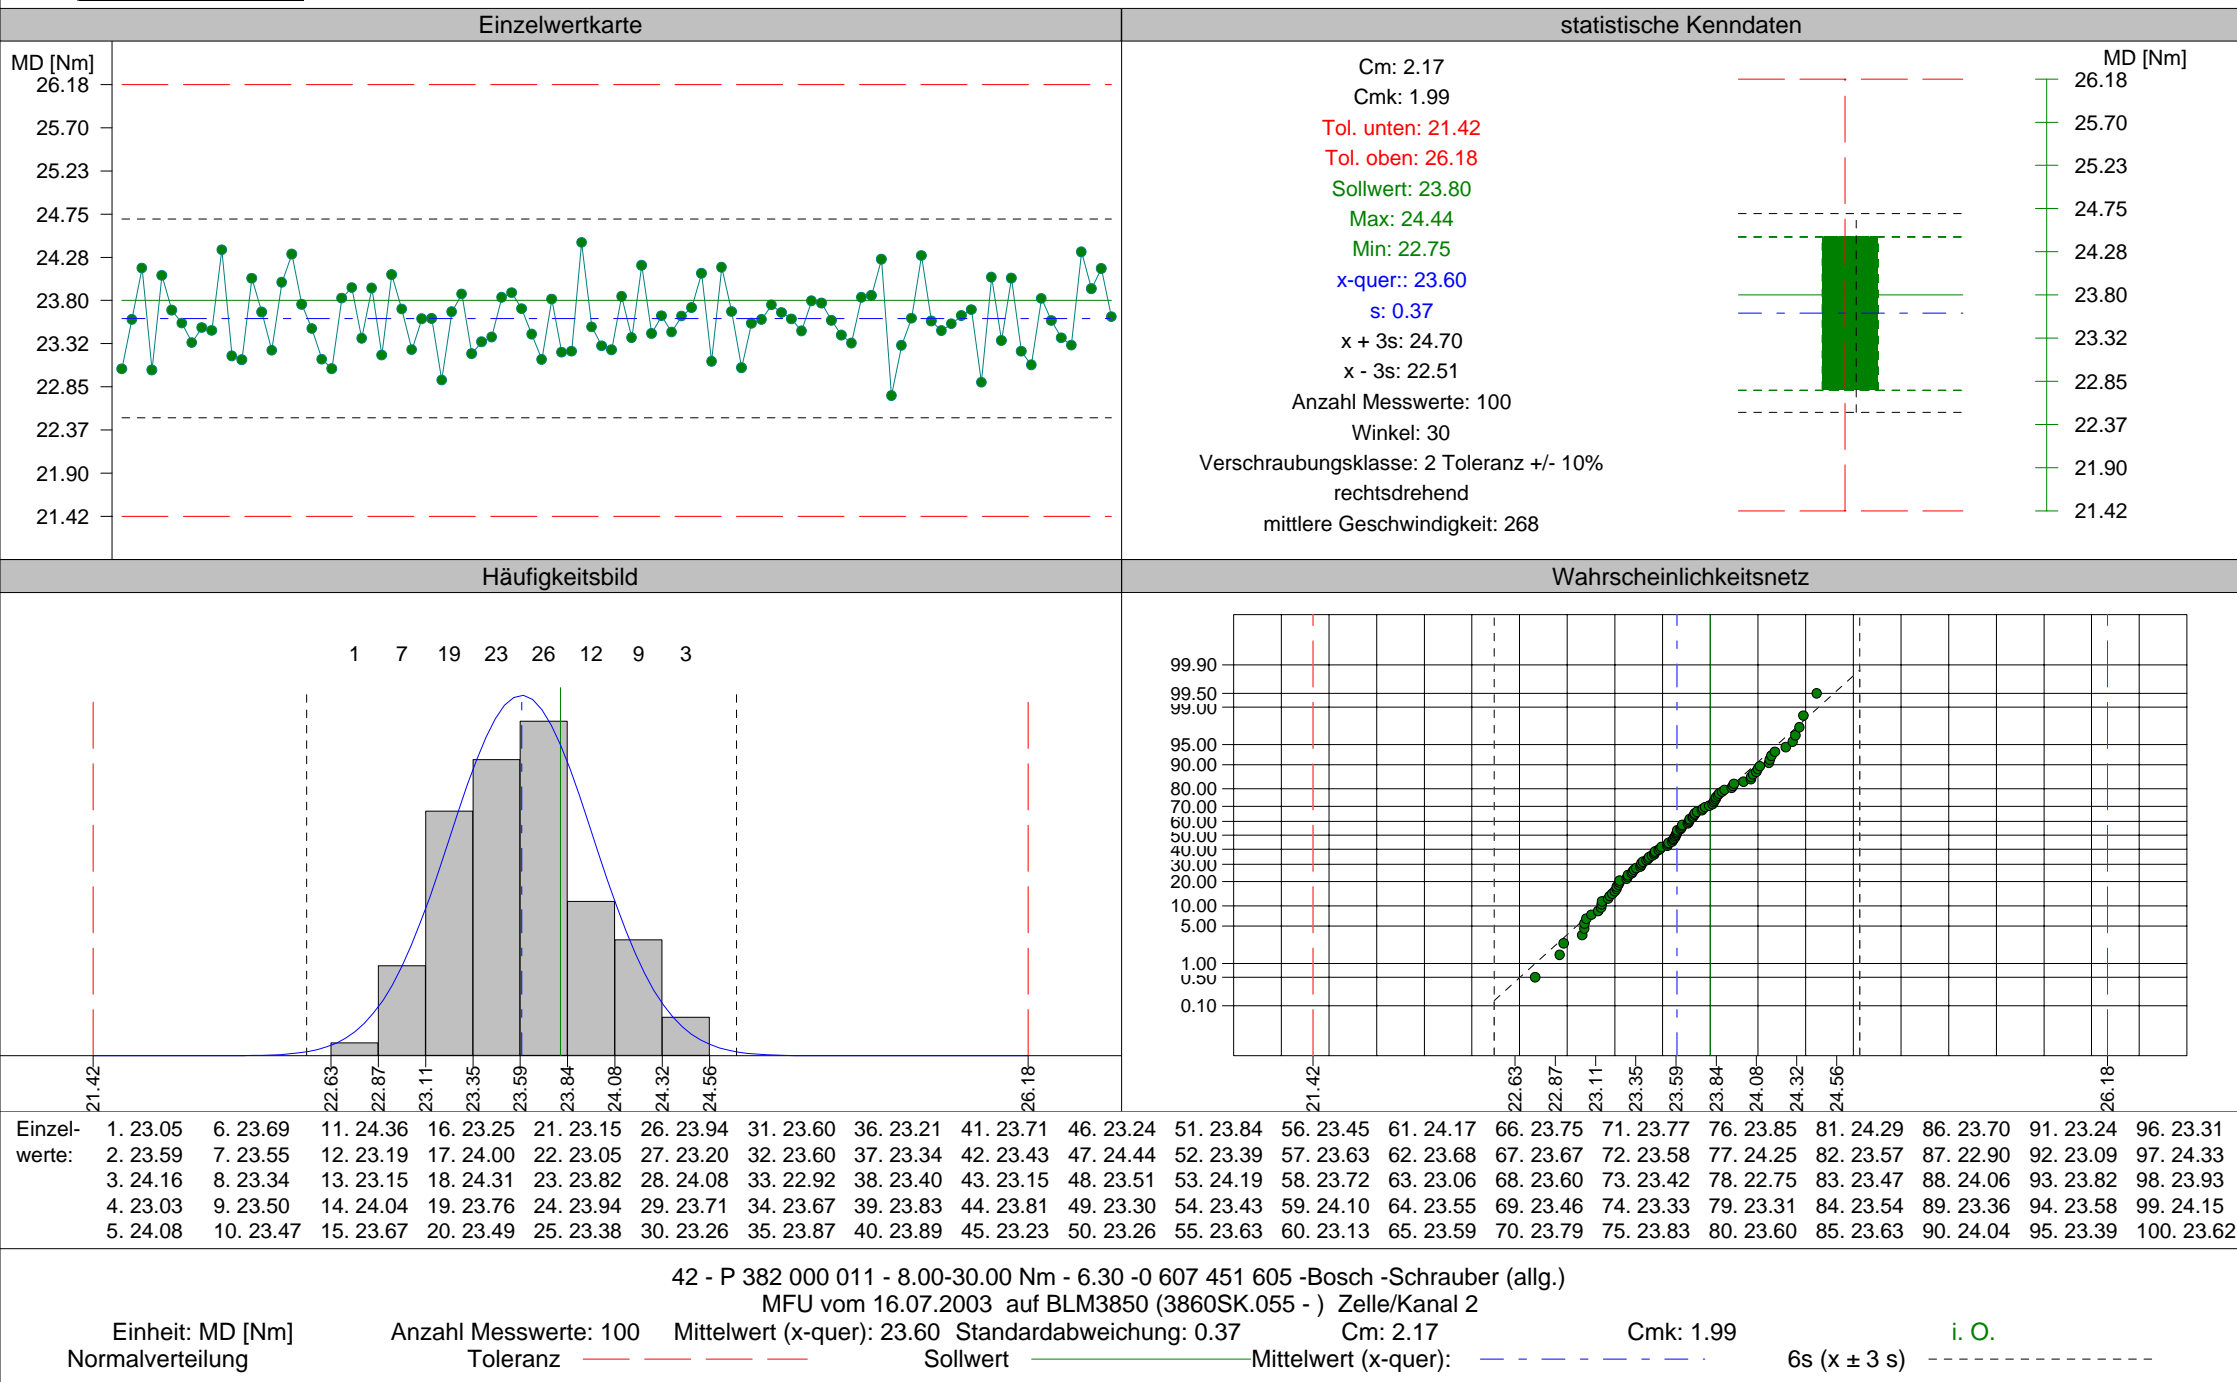 Einzelwertkarte
MD [Nm]
26.18
25.70
25.23
24.75
24.28
23.80
23.32
22.85
22.37
21.90
21.42
statistische Kenndaten
Cm: 2.17
Cmk: 1.99
Tol. unten: 21.42
Tol. oben: 26.18
Sollwert: 23.80
Max: 24.44
Min: 22.75
x-quer:: 23.60
s: 0.37
x + 3s: 24.70
x - 3s: 22.51
Anzahl Messwerte: 100
Winkel: 30
Verschraubungsklasse: 2 Toleranz +/- 10%
rechtsdrehend
mittlere Geschwindigkeit: 268
MD [Nm]
26.18
25.70
25.23
24.75
24.28
23.80
23.32
22.85
22.37
21.90
21.42
Häufigkeitsbild
1 7 19 23 26 12 9 3
21.42 22.63 22.87 23.11 23.35 23.59 23.84 24.08 24.32 24.56 26.18
Wahrscheinlichkeitsnetz
99.90
99.50
99.00
95.00
90.00
80.00
70.00
60.00
50.00
40.00
30.00
20.00
10.00
5.00
1.00
0.50
0.10
21.42 22.63 22.87 23.11 23.35 23.59 23.84 24.08 24.32 24.56 26.18
Einzel- 1. 23.05 6. 23.69 11. 24.36 16. 23.25 21. 23.15 26. 23.94 31. 23.60 36. 23.21 41. 23.71 46. 23.24 51. 23.84 56. 23.45 61. 24.17 66. 23.75 71. 23.77 76. 23.85 81. 24.29 86. 23.70 91. 23.24 96. 23.31
werte: 2. 23.59 7. 23.55 12. 23.19 17. 24.00 22. 23.05 27. 23.20 32. 23.60 37. 23.34 42. 23.43 47. 24.44 52. 23.39 57. 23.63 62. 23.68 67. 23.67 72. 23.58 77. 24.25 82. 23.57 87. 22.90 92. 23.09 97. 24.33
3. 24.16 8. 23.34 13. 23.15 18. 24.31 23. 23.82 28. 24.08 33. 22.92 38. 23.40 43. 23.15 48. 23.51 53. 24.19 58. 23.72 63. 23.06 68. 23.60 73. 23.42 78. 22.75 83. 23.47 88. 24.06 93. 23.82 98. 23.93
4. 23.03 9. 23.50 14. 24.04 19. 23.76 24. 23.94 29. 23.71 34. 23.67 39. 23.83 44. 23.81 49. 23.30 54. 23.43 59. 24.10 64. 23.55 69. 23.46 74. 23.33 79. 23.31 84. 23.54 89. 23.36 94. 23.58 99. 24.15
5. 24.08 10. 23.47 15. 23.67 20. 23.49 25. 23.38 30. 23.26 35. 23.87 40. 23.89 45. 23.23 50. 23.26 55. 23.63 60. 23.13 65. 23.59 70. 23.79 75. 23.83 80. 23.60 85. 23.63 90. 24.04 95. 23.39 100. 23.62
42 - P 382 000 011 - 8.00-30.00 Nm - 6.30 -0 607 451 605 -Bosch -Schrauber (allg.)
MFU vom 16.07.2003 auf BLM3850 (3860SK.055 - ) Zelle/Kanal 2
Einheit: MD [Nm] Anzahl Messwerte: 100 Mittelwert (x-quer): 23.60 Standardabweichung: 0.37 Cm: 2.17 Cmk: 1.99 i. O.
Normalverteilung Toleranz Sollwert Mittelwert (x-quer): 6s (x ± 3 s)